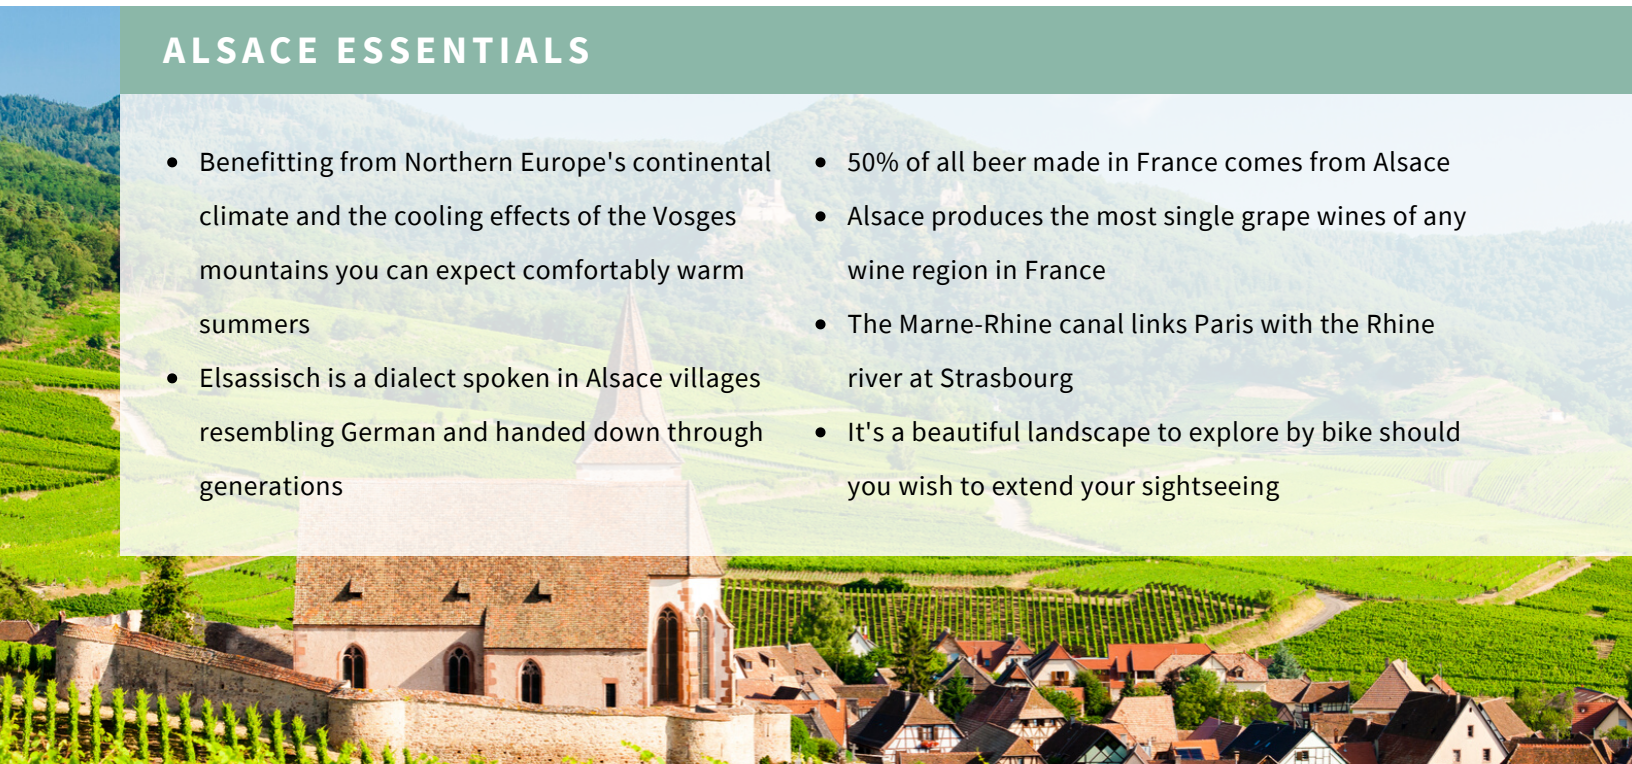 ALSACE ESSENTIALS
• Benefitting from Northern Europe's continental
climate and the cooling effects of the Vosges
mountains you can expect comfortably warm
summers
• Elsassisch is a dialect spoken in Alsace villages
resembling German and handed down through
generations
• 50% of all beer made in France comes from Alsace
• Alsace produces the most single grape wines of any
wine region in France
• The Marne-Rhine canal links Paris with the Rhine
river at Strasbourg
• It's a beautiful landscape to explore by bike should
you wish to extend your sightseeing